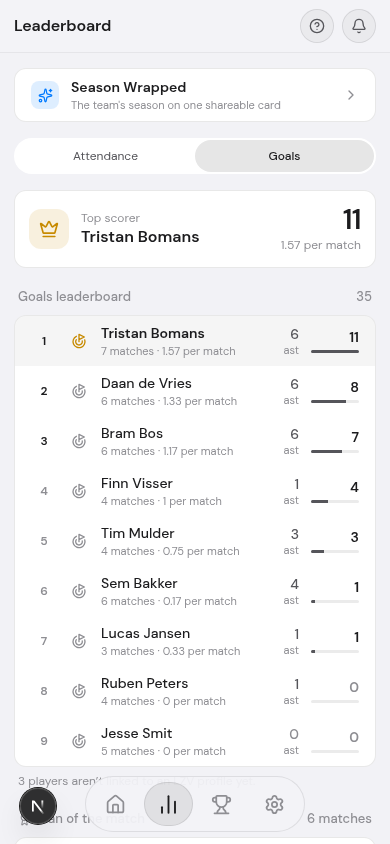 Leaderboard
Season Wrapped
The team's season on one shareable card
Attendance
Goals
Top scorer
Tristan Bomans
11
1.57 per match
Goals leaderboard
35
1
Tristan Bomans
7 matches · 1.57 per match
6
ast
11
2
Daan de Vries
6 matches · 1.33 per match
6
ast
8
3
Bram Bos
6 matches · 1.17 per match
6
ast
7
4
Finn Visser
4 matches · 1 per match
1
ast
4
5
Tim Mulder
4 matches · 0.75 per match
3
ast
3
6
Sem Bakker
6 matches · 0.17 per match
4
ast
1
7
Lucas Jansen
3 matches · 0.33 per match
1
ast
1
8
Ruben Peters
4 matches · 0 per match
1
ast
0
9
Jesse Smit
5 matches · 0 per match
0
ast
0
3 players aren't
N
of the
6 matches